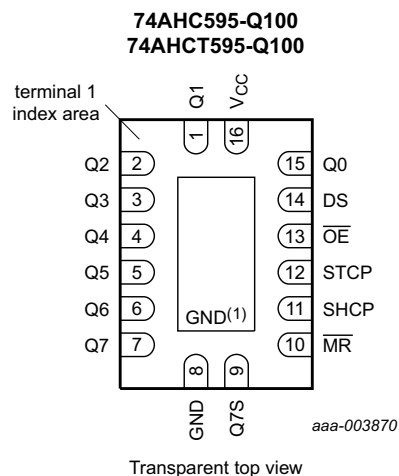 74AHC595-Q100
74AHCT595-Q100
terminal 1
index area
Q1
VCC
1
16
Q2 2
15 Q0
Q3 3
14 DS
Q4 4
13 OE
Q5 5
12 STCP
Q6 6
11 SHCP
Q7 7
10 MR
GND(1)
8
9
GND
Q7S
aaa-003870
Transparent top view